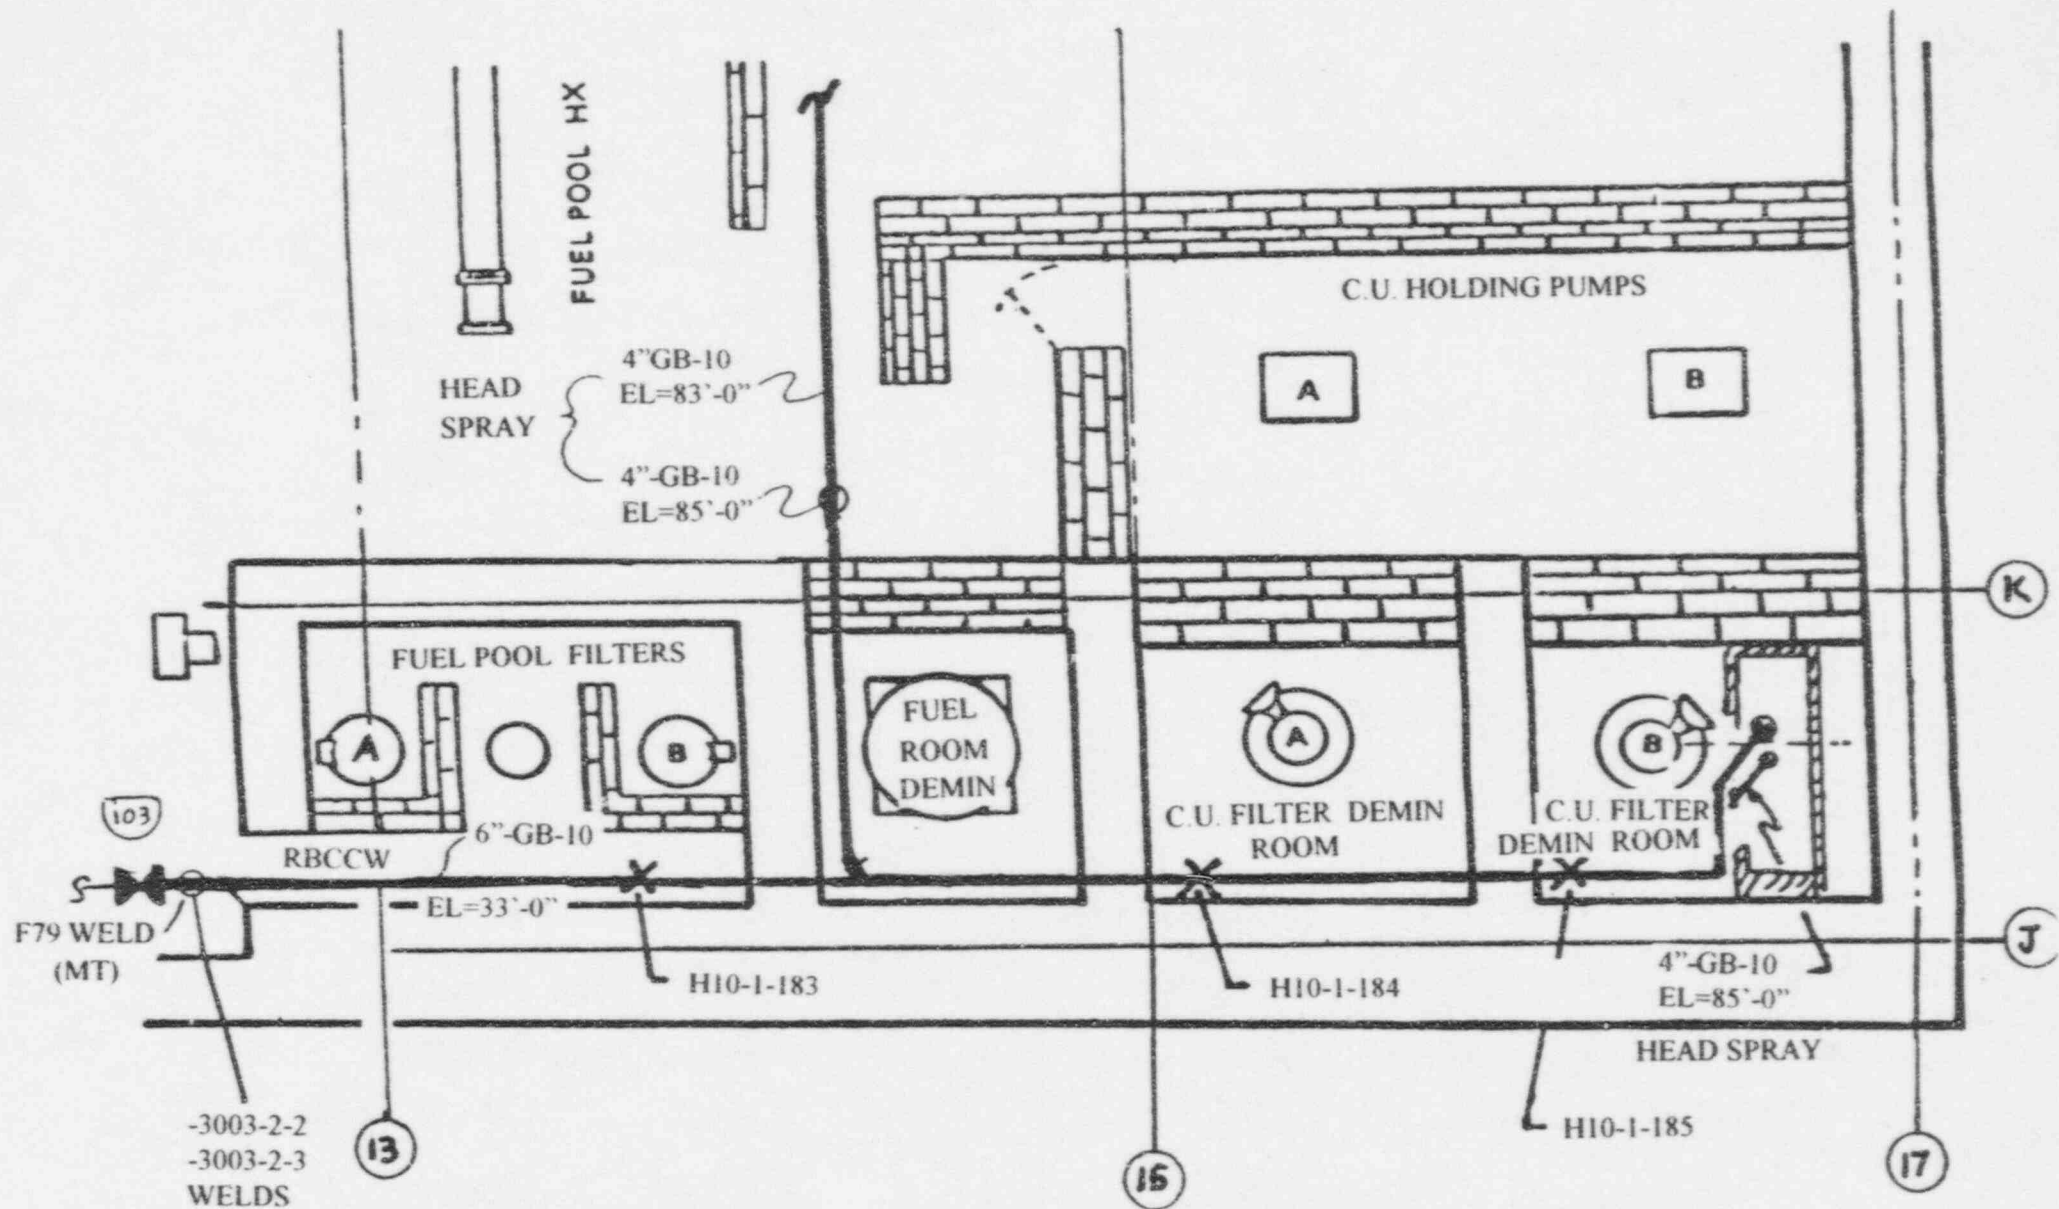 FUEL POOL HX
C.U. HOLDING PUMPS
A
B
HEAD
SPRAY
4"GB-10
EL=83'-0"
4"-GB-10
EL=85'-0"
K
FUEL POOL FILTERS
A
B
FUEL
ROOM
DEMIN
A
C.U. FILTER DEMIN
ROOM
B
C.U. FILTER
DEMIN ROOM
103
RBCCW
6"-GB-10
EL=33'-0"
F79 WELD
(MT)
J
H10-1-183
H10-1-184
4"-GB-10
EL=85'-0"
HEAD SPRAY
H10-1-185
-3003-2-2
-3003-2-3
WELDS
13
15
17